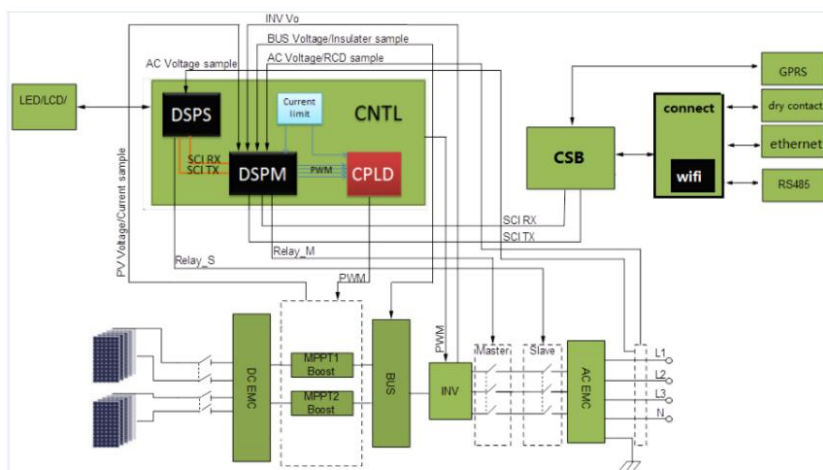 INV Vo
BUS Voltage/Insulater sample
AC Voltage sample
AC Voltage/RCD sample
LED/LCD/
DSPS
Current
limit
CNTL
SCI RX
SCI TX
DSPM
PWM
CPLD
CSB
connect
wifi
GPRS
dry contact
ethernet
RS485
PV Voltage/Current sample
SCI RX
SCI TX
Relay_M
Relay_S
PWM
PWM
DC EMC
MPPT1
Boost
MPPT2
Boost
BUS
INV
Master
Slave
AC EMC
L1
L2
L3
N